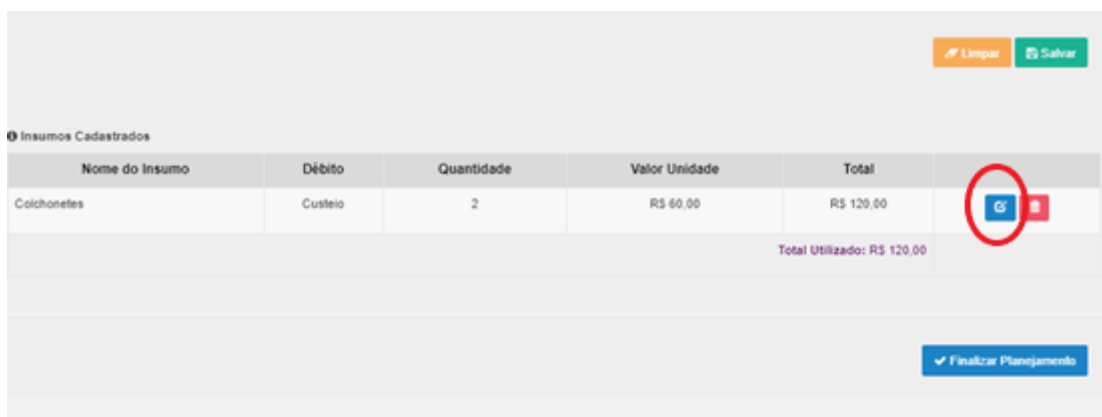 Limpar Salvar
Insumos Cadastrados
Nome do Insumo Débito Quantidade Valor Unidade Total
Colchonetes Custeio 2 R$ 60,00 R$ 120,00
Total Utilizado: R$ 120,00
Finalizar Planejamento